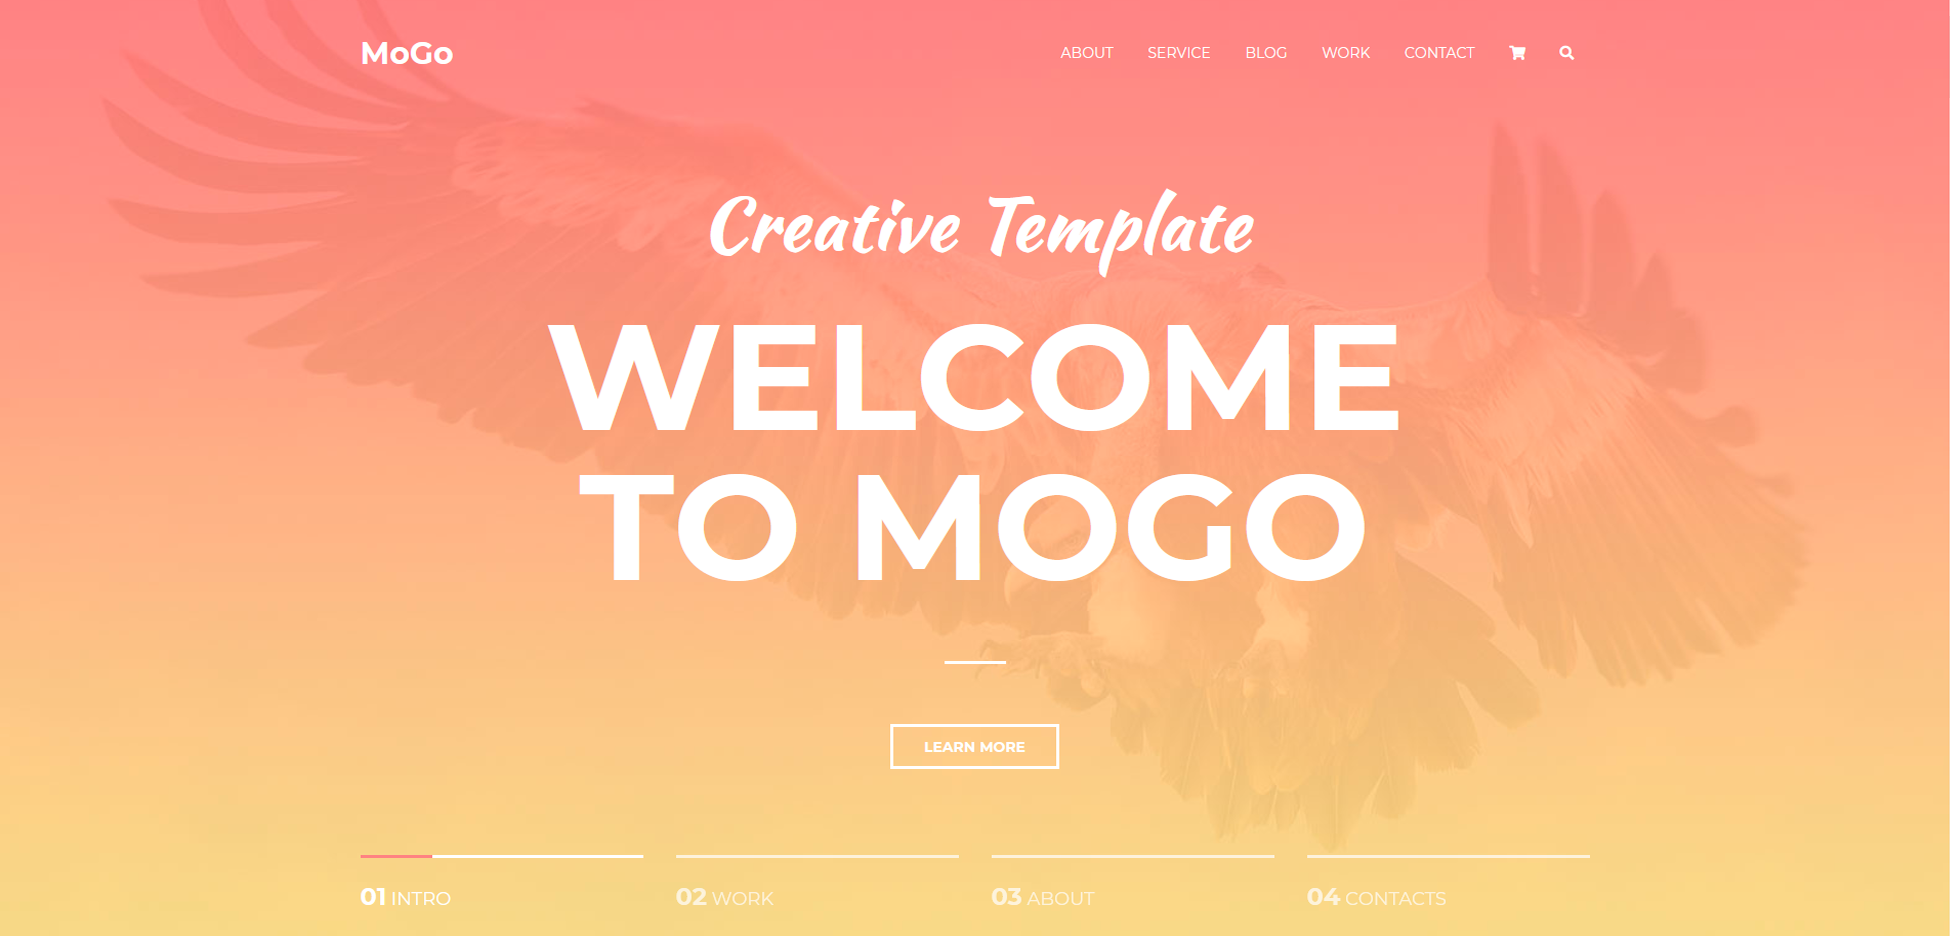 MoGo
ABOUT SERVICE BLOG WORK CONTACT
Creative Template
WELCOME
TO MOGO
LEARN MORE
01 INTRO
02 WORK
03 ABOUT
04 CONTACTS